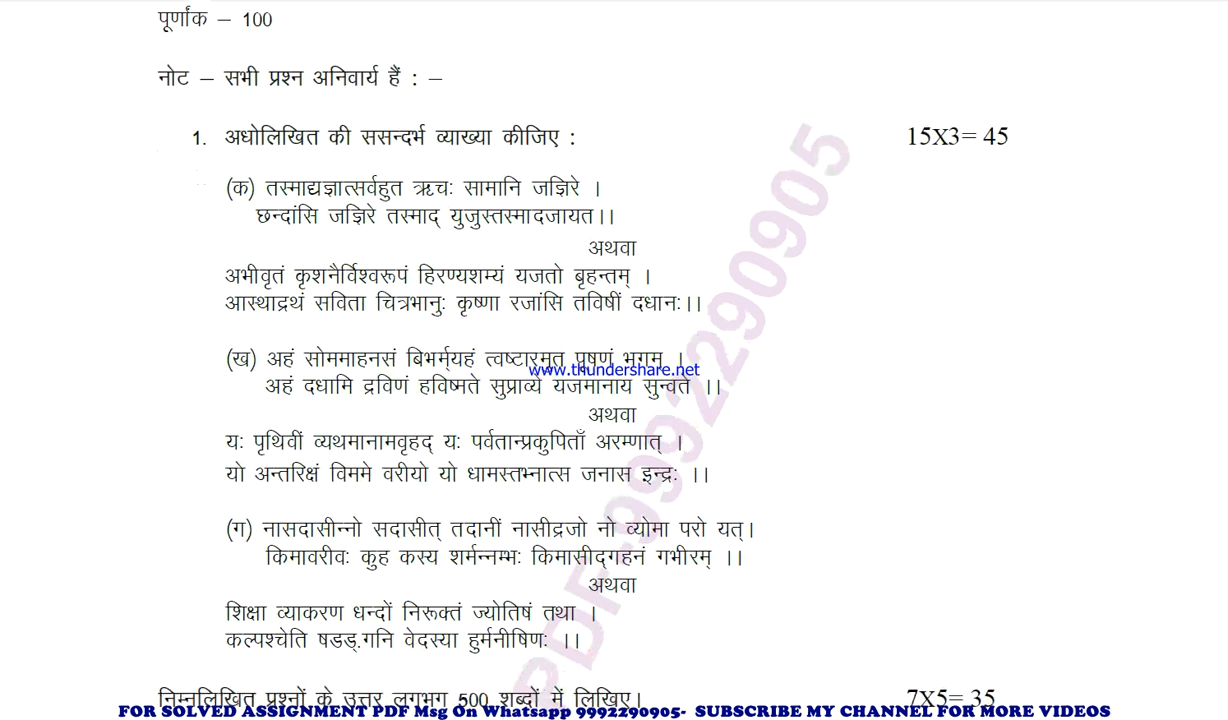 पूर्णांक – 100
नोट – सभी प्रश्न अनिवार्य हैं : –
1. अधोलिखित की ससन्दर्भ व्याख्या कीजिए : 15X3= 45
(क) तस्माद्यज्ञात्सर्वहुत ऋचः सामानि जज्ञिरे ।
छन्दांसि जज्ञिरे तस्माद् युजुस्तस्मादजायत।।
अथवा
अभीवृतं कृशनैर्विश्वरूपं हिरण्यशम्यं यजतो बृहन्तम् ।
आस्थाद्रथं सविता चित्रभानुः कृष्णा रजांसि तविषीं दधानः।।
(ख) अहं सोममाहनसं बिभर्म्यहं त्वष्टारमुत पूषणं भगम् ।
www.thundershare.net
अहं दधामि द्रविणं हविष्मते सुप्राव्ये यजमानाय सुन्वते ।।
अथवा
यः पृथिवीं व्यथमानामवृहद् यः पर्वतान्प्रकुपिताँ अरम्णात् ।
यो अन्तरिक्षं विममे वरीयो यो धामस्तभ्नात्स जनास इन्द्रः ।।
(ग) नासदासीन्नो सदासीत् तदानीं नासीद्रजो नो व्योमा परो यत्।
किमावरीवः कुह कस्य शर्मन्नम्भः किमासीद्गहनं गभीरम् ।।
अथवा
शिक्षा व्याकरण धन्दों निरूक्तं ज्योतिषं तथा ।
कल्पश्चेति षडड्.गनि वेदस्या हुर्मनीषिणः ।।
निम्नलिखित प्रश्नों के उत्तर लगभग 500 शब्दों में लिखिए। 7X5= 35
FOR SOLVED ASSIGNMENT PDF Msg On Whatsapp 9992290905- SUBSCRIBE MY CHANNEL FOR MORE VIDEOS
PDF-9992290905